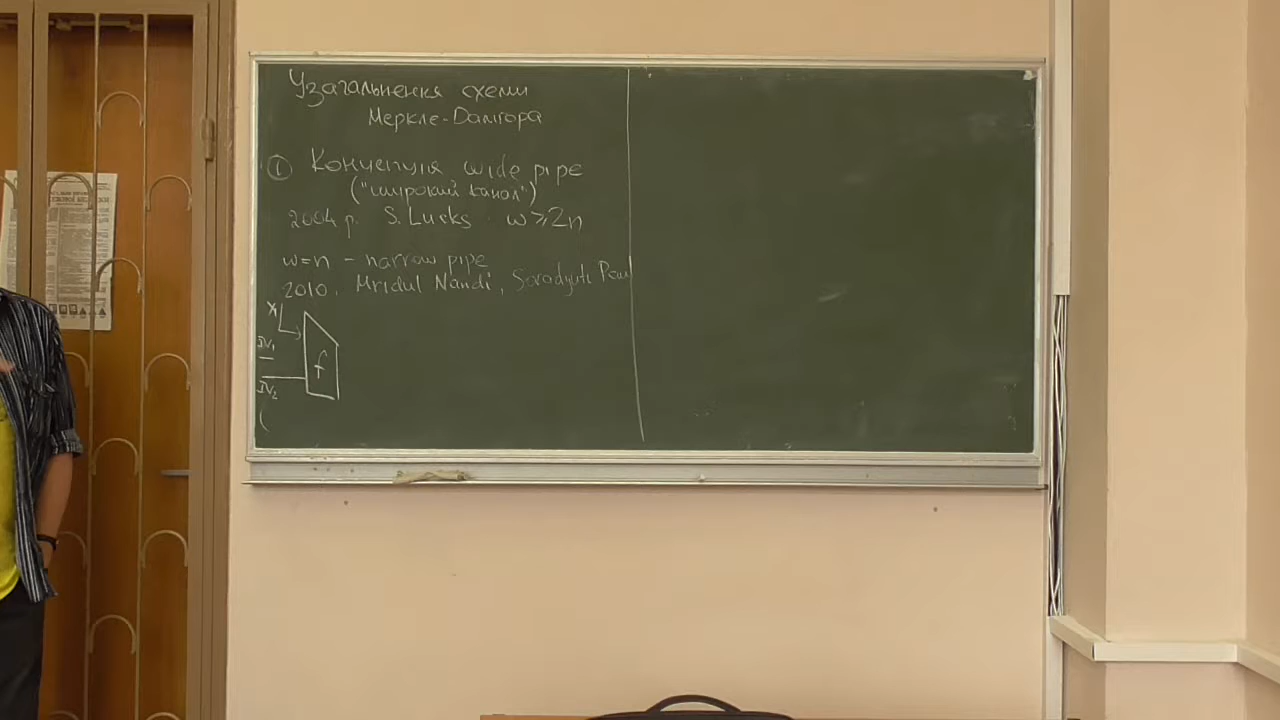 Узагальнення схеми
Меркле-Дамгора
① Концепція wide pipe
("широкий канал")
2004 р. S. Lucks. w ≥ 2n
w=n – narrow pipe
2010, Mridul Nandi, Souradyuti Paul
x₁
IV₁
f
IV₂
(